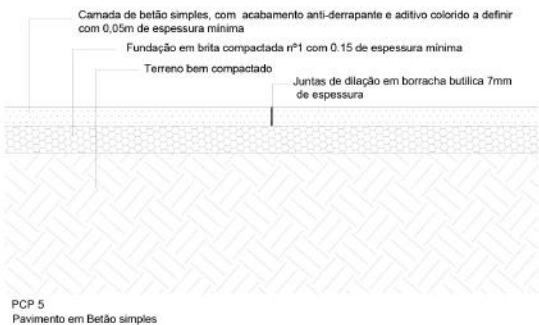 Camada de betão simples, com acabamento anti-derrapante e aditivo colorido a definir
com 0,05m de espessura mínima
Fundação em brita compactada nº1 com 0.15 de espessura mínima
Terreno bem compactado
Juntas de dilação em borracha butilica 7mm
de espessura
PCP 5
Pavimento em Betão simples